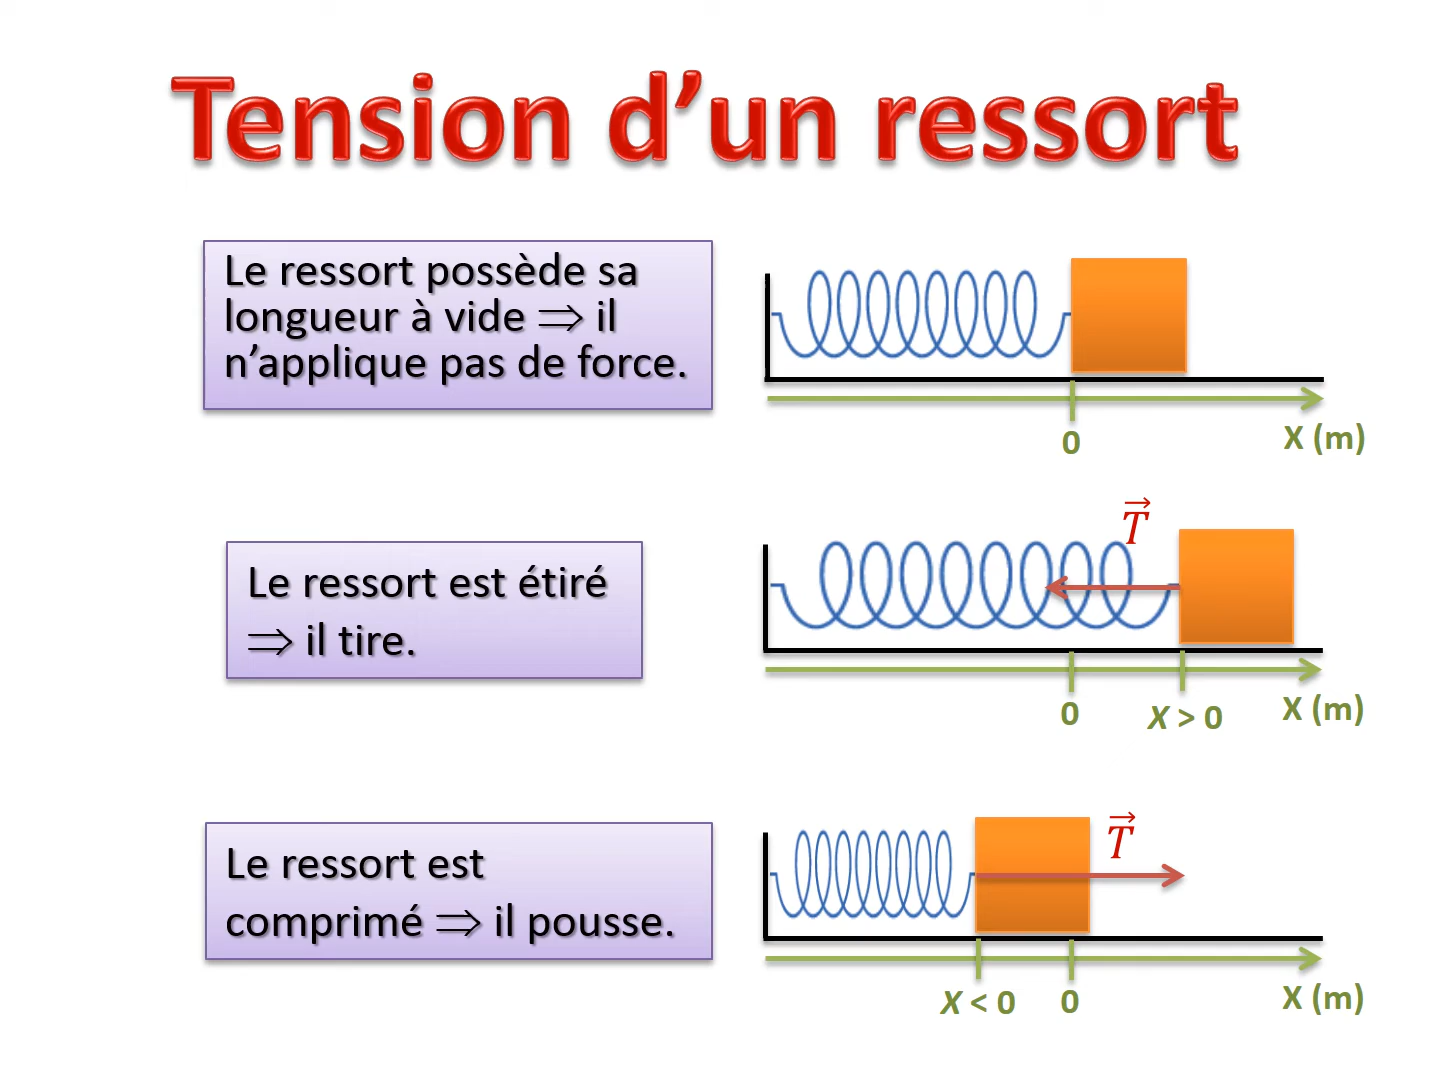 Tension d’un ressort
Le ressort possède sa
longueur à vide ⇒ il
n’applique pas de force.
0
X (m)
Le ressort est étiré
⇒ il tire.
T⃗
0
X > 0
X (m)
Le ressort est
comprimé ⇒ il pousse.
T⃗
X < 0
0
X (m)